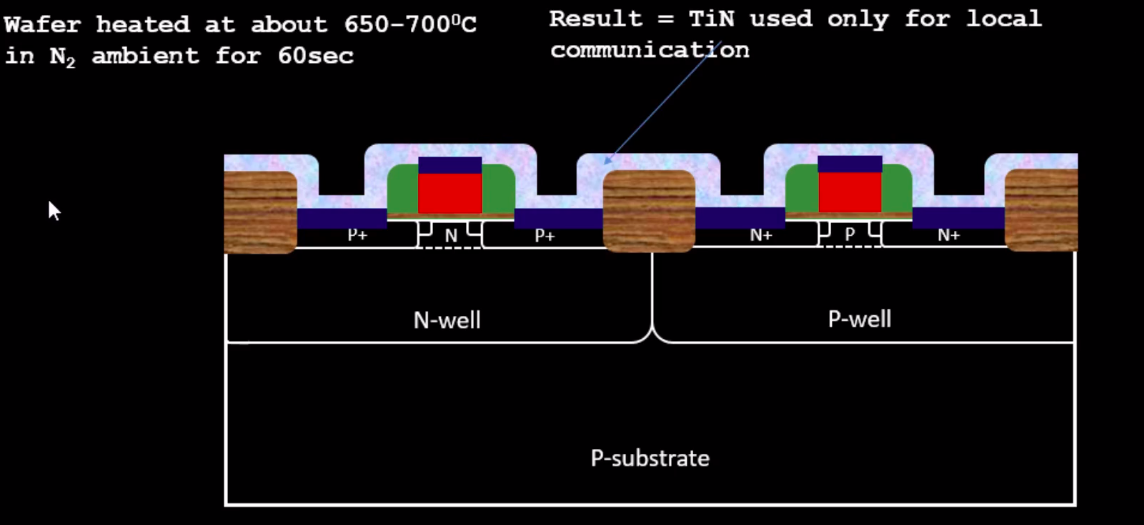 Wafer heated at about 650-700⁰C
in N₂ ambient for 60sec
Result = TiN used only for local
communication
P+ N P+ N+ P N+
N-well P-well
P-substrate